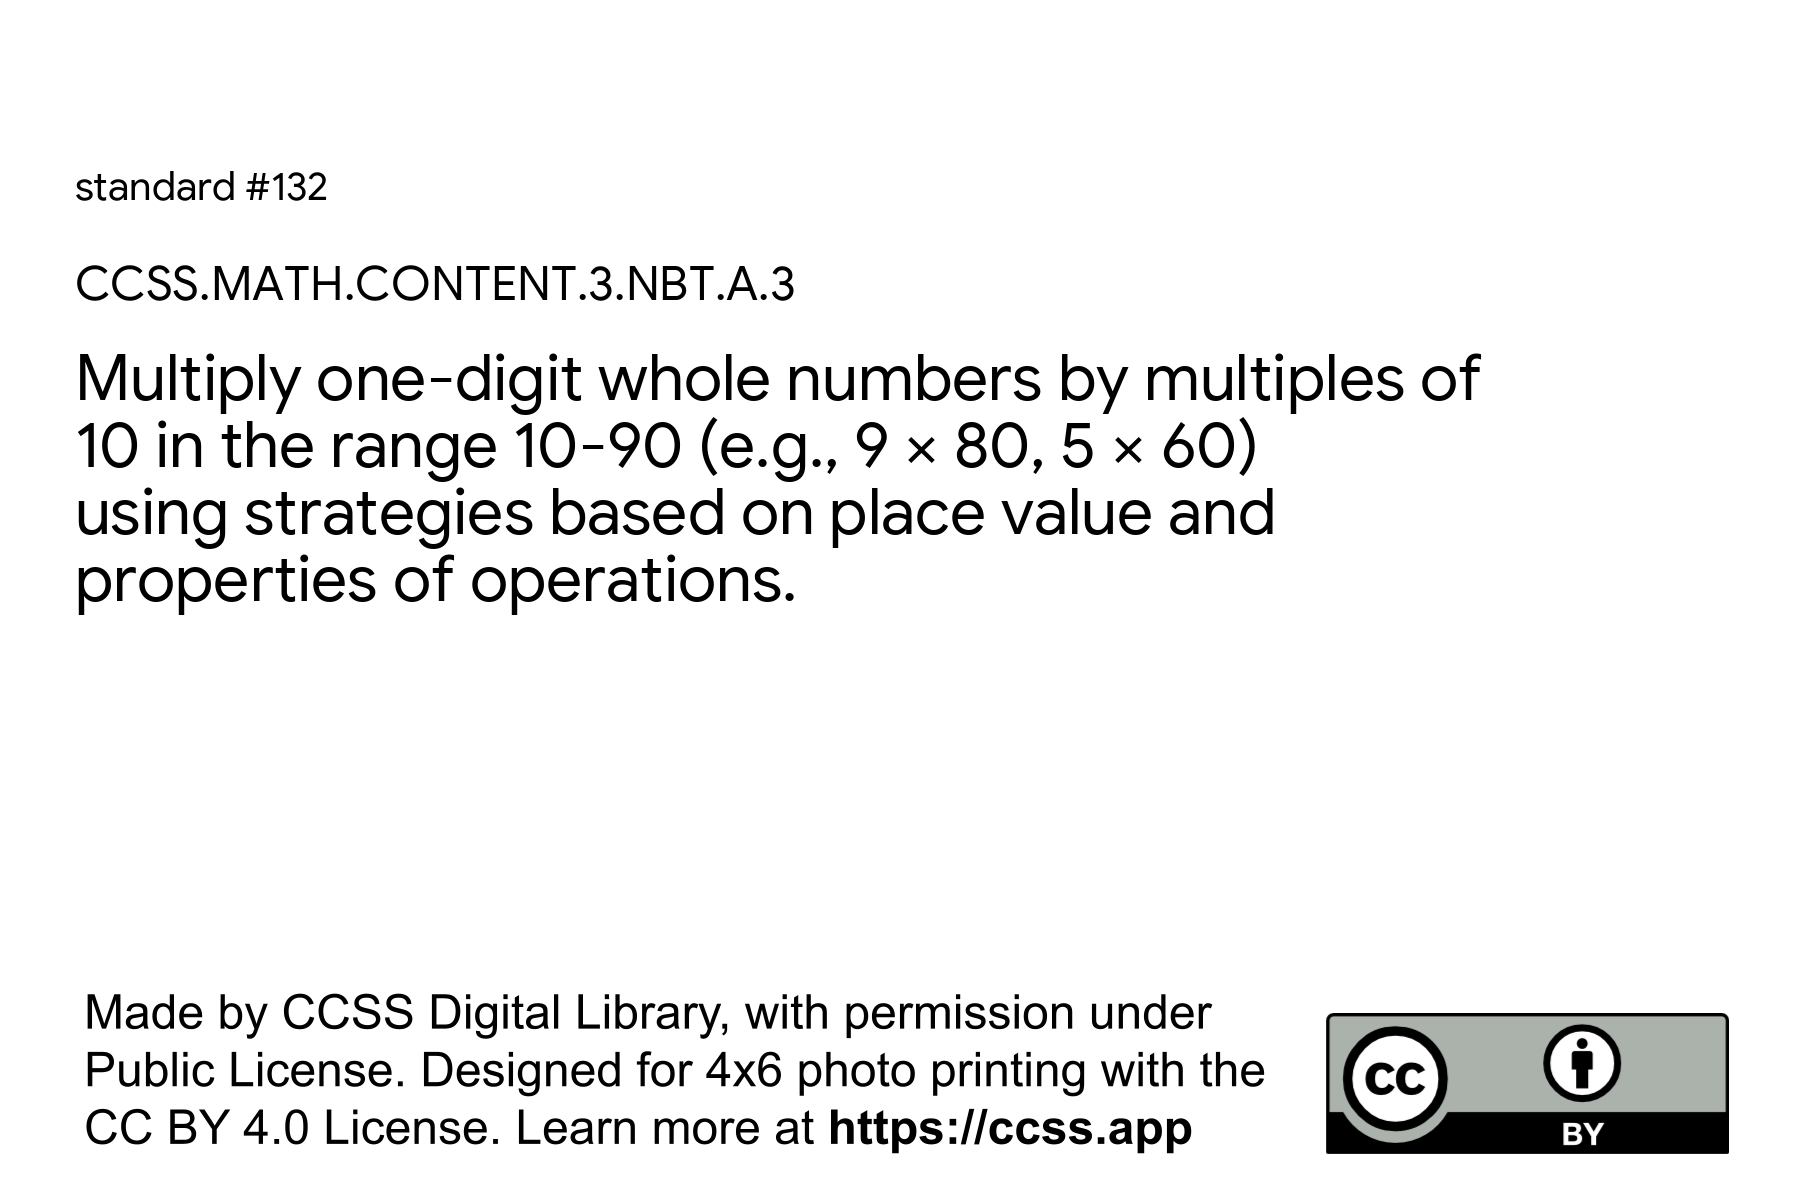 standard #132
CCSS.MATH.CONTENT.3.NBT.A.3
Multiply one-digit whole numbers by multiples of
10 in the range 10-90 (e.g., 9 × 80, 5 × 60)
using strategies based on place value and
properties of operations.
Made by CCSS Digital Library, with permission under
Public License. Designed for 4x6 photo printing with the
CC BY 4.0 License. Learn more at https://ccss.app
CC
BY